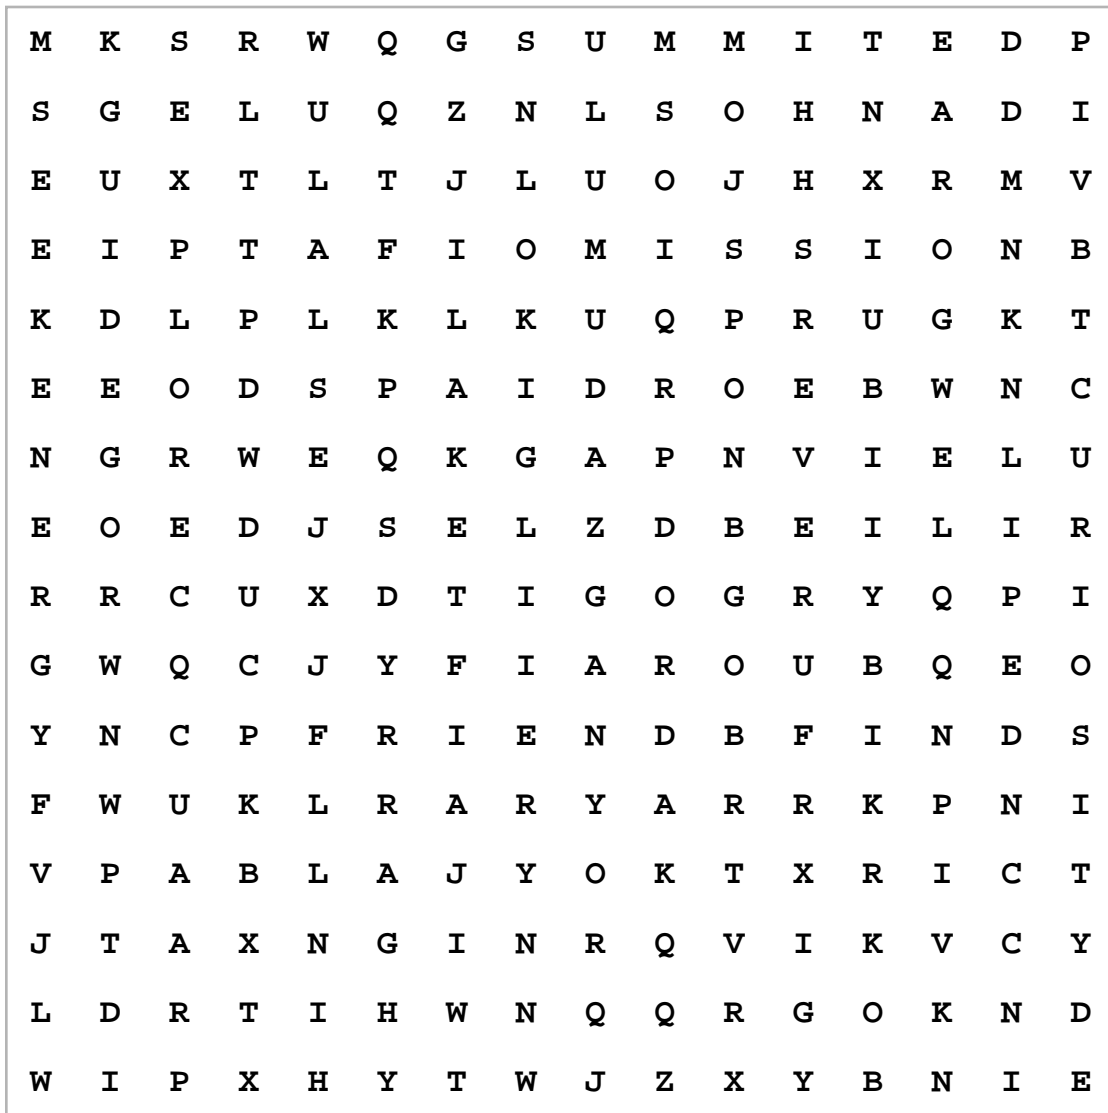 M K S R W Q G S U M M I T E D P
S G E L U Q Z N L S O H N A D I
E U X T L T J L U O J H X R M V
E I P T A F I O M I S S I O N B
K D L P L K L K U Q P R U G K T
E E O D S P A I D R O E B W N C
N G R W E Q K G A P N V I E L U
E O E D J S E L Z D B E I L I R
R R C U X D T I G O G R Y Q P I
G W Q C J Y F I A R O U B Q E O
Y N C P F R I E N D B F I N D S
F W U K L R A R Y A R R K P N I
V P A B L A J Y O K T X R I C T
J T A X N G I N R Q V I K V C Y
L D R T I H W N Q Q R G O K N D
W I P X H Y T W J Z X Y B N I E